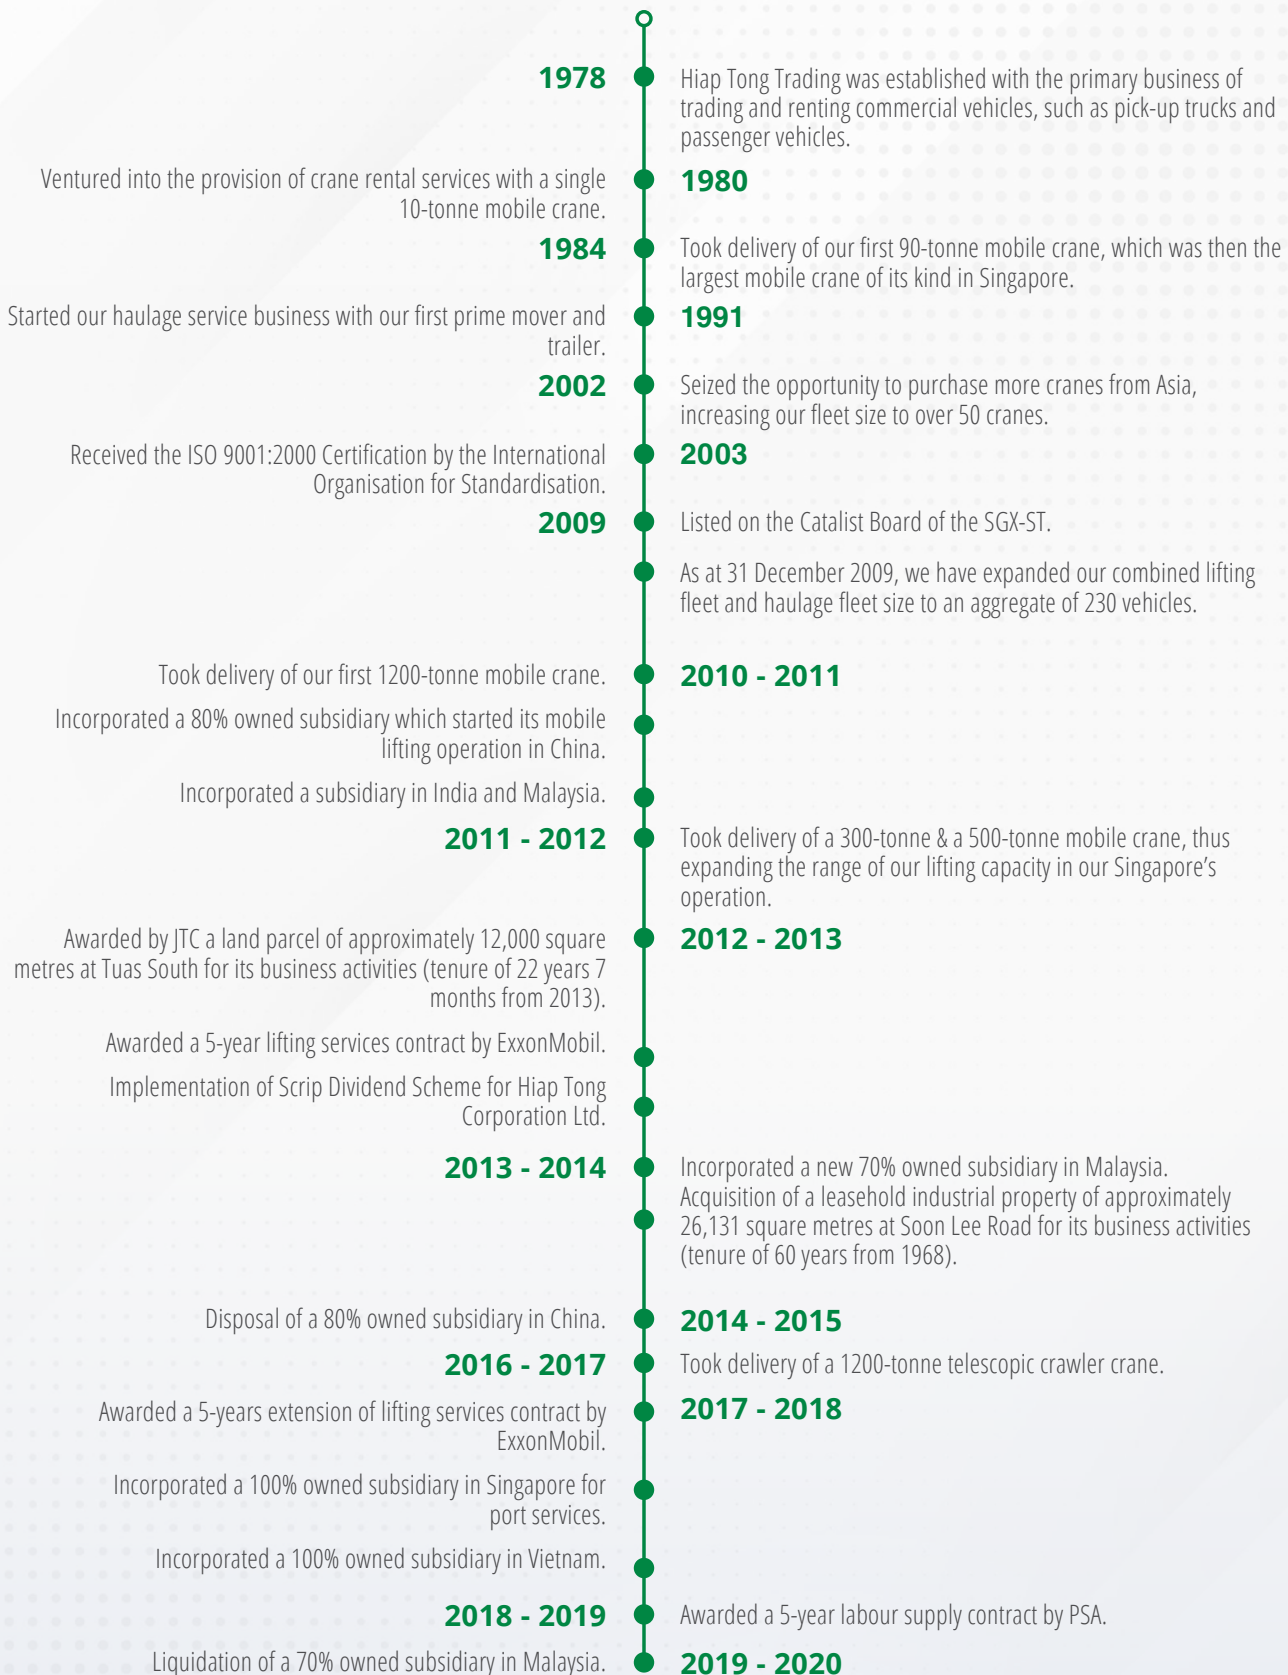 1978
Hiap Tong Trading was established with the primary business of
trading and renting commercial vehicles, such as pick-up trucks and
passenger vehicles.
1980
Ventured into the provision of crane rental services with a single
10-tonne mobile crane.
1984
Took delivery of our first 90-tonne mobile crane, which was then the
largest mobile crane of its kind in Singapore.
1991
Started our haulage service business with our first prime mover and
trailer.
2002
Seized the opportunity to purchase more cranes from Asia,
increasing our fleet size to over 50 cranes.
2003
Received the ISO 9001:2000 Certification by the International
Organisation for Standardisation.
2009
Listed on the Catalist Board of the SGX-ST.
As at 31 December 2009, we have expanded our combined lifting
fleet and haulage fleet size to an aggregate of 230 vehicles.
2010 - 2011
Took delivery of our first 1200-tonne mobile crane.
Incorporated a 80% owned subsidiary which started its mobile
lifting operation in China.
Incorporated a subsidiary in India and Malaysia.
2011 - 2012
Took delivery of a 300-tonne & a 500-tonne mobile crane, thus
expanding the range of our lifting capacity in our Singapore’s
operation.
2012 - 2013
Awarded by JTC a land parcel of approximately 12,000 square
metres at Tuas South for its business activities (tenure of 22 years 7
months from 2013).
Awarded a 5-year lifting services contract by ExxonMobil.
Implementation of Scrip Dividend Scheme for Hiap Tong
Corporation Ltd.
2013 - 2014
Incorporated a new 70% owned subsidiary in Malaysia.
Acquisition of a leasehold industrial property of approximately
26,131 square metres at Soon Lee Road for its business activities
(tenure of 60 years from 1968).
2014 - 2015
Disposal of a 80% owned subsidiary in China.
2016 - 2017
Took delivery of a 1200-tonne telescopic crawler crane.
2017 - 2018
Awarded a 5-years extension of lifting services contract by
ExxonMobil.
Incorporated a 100% owned subsidiary in Singapore for
port services.
Incorporated a 100% owned subsidiary in Vietnam.
2018 - 2019
Awarded a 5-year labour supply contract by PSA.
2019 - 2020
Liquidation of a 70% owned subsidiary in Malaysia.